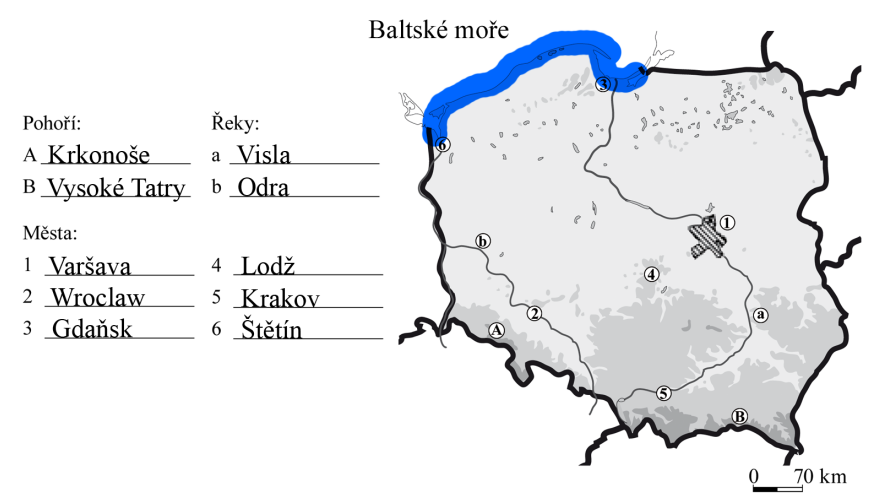 Baltské moře
Pohoří:
A Krkonoše
B Vysoké Tatry
Řeky:
a Visla
b Odra
Města:
1 Varšava
2 Wroclaw
3 Gdaňsk
4 Lodž
5 Krakov
6 Štětín
3
6
1
b
4
2
a
A
5
B
0 70 km